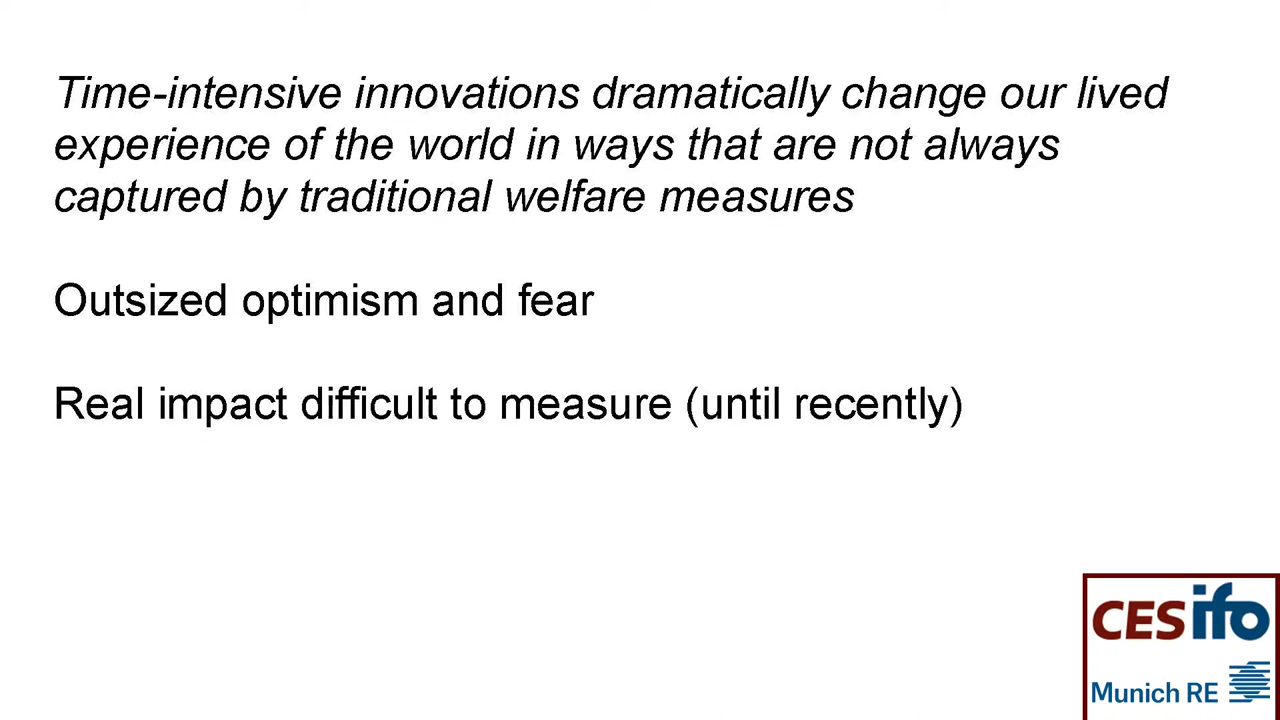 Time-intensive innovations dramatically change our lived
experience of the world in ways that are not always
captured by traditional welfare measures
Outsized optimism and fear
Real impact difficult to measure (until recently)
CESifo
Munich RE